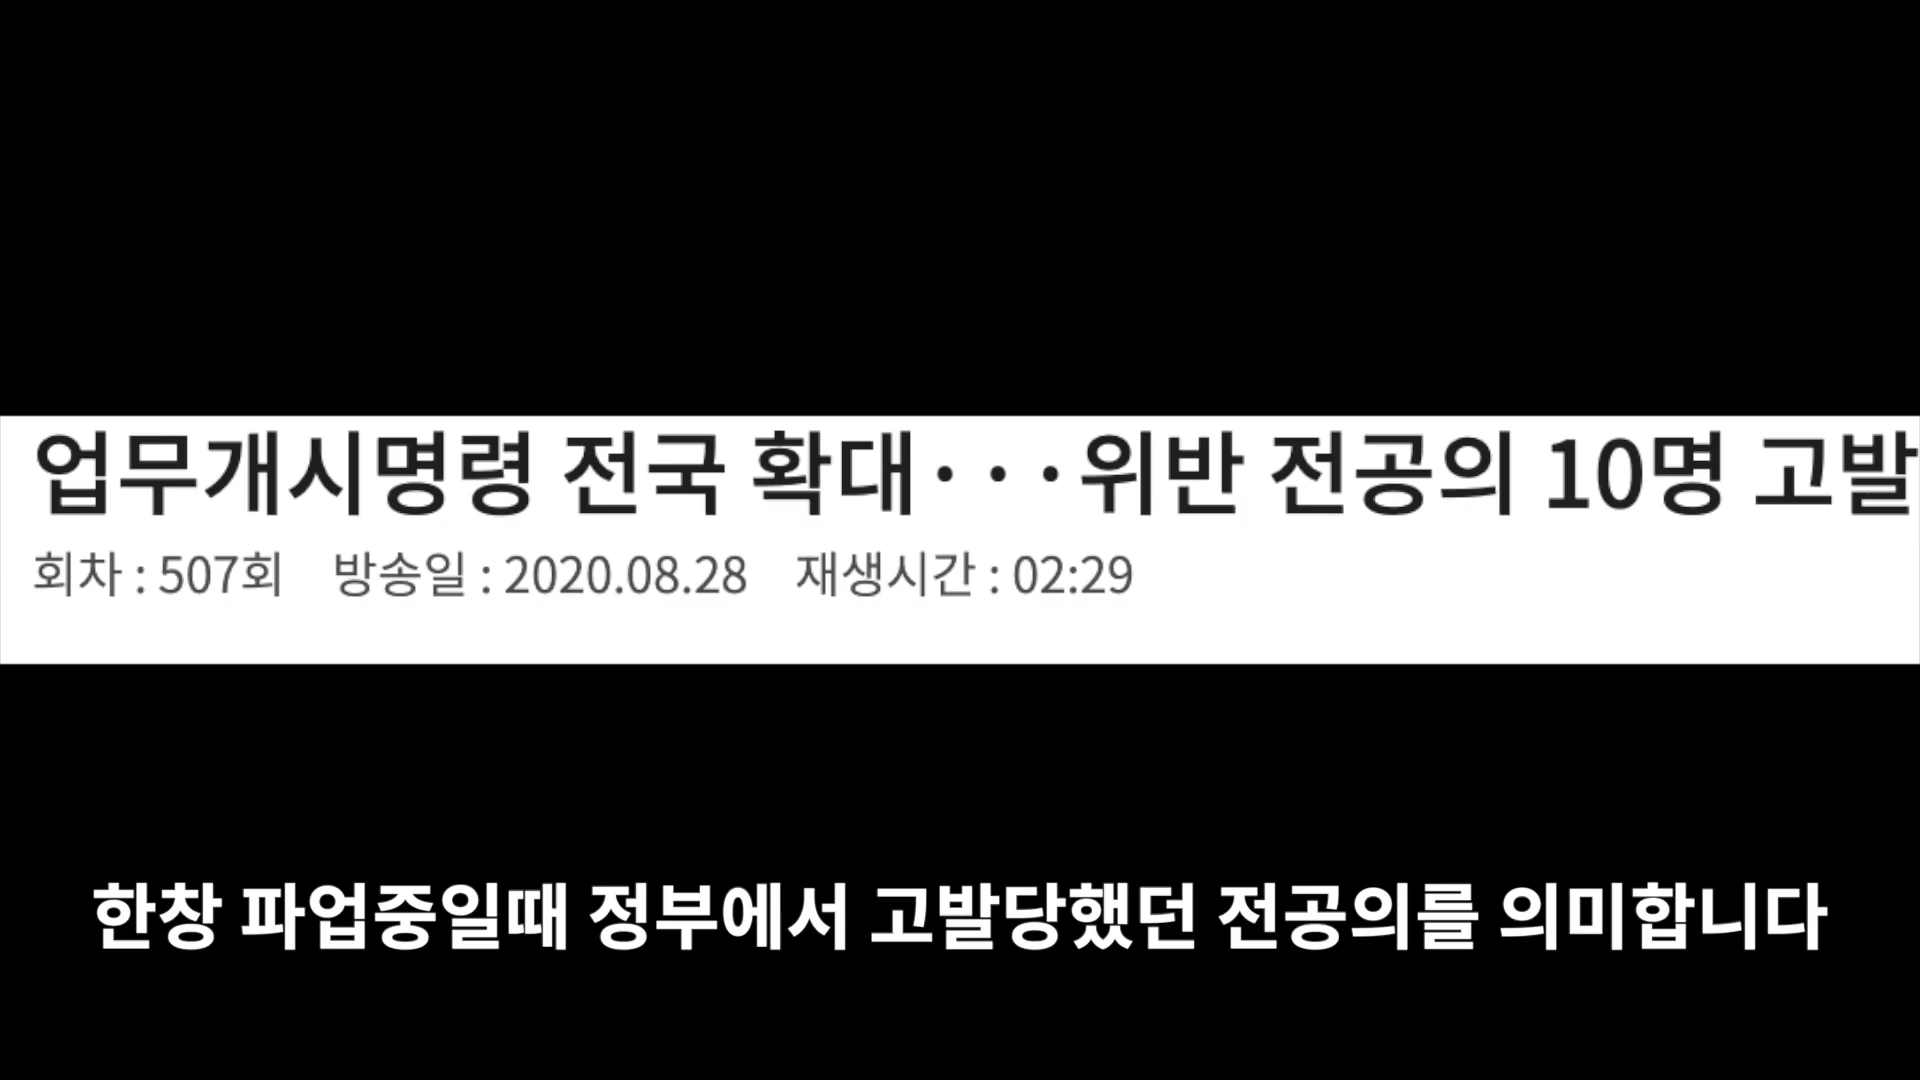 업무개시명령 전국 확대···위반 전공의 10명 고발
회차 : 507회 방송일 : 2020.08.28 재생시간 : 02:29
한창 파업중일때 정부에서 고발당했던 전공의를 의미합니다